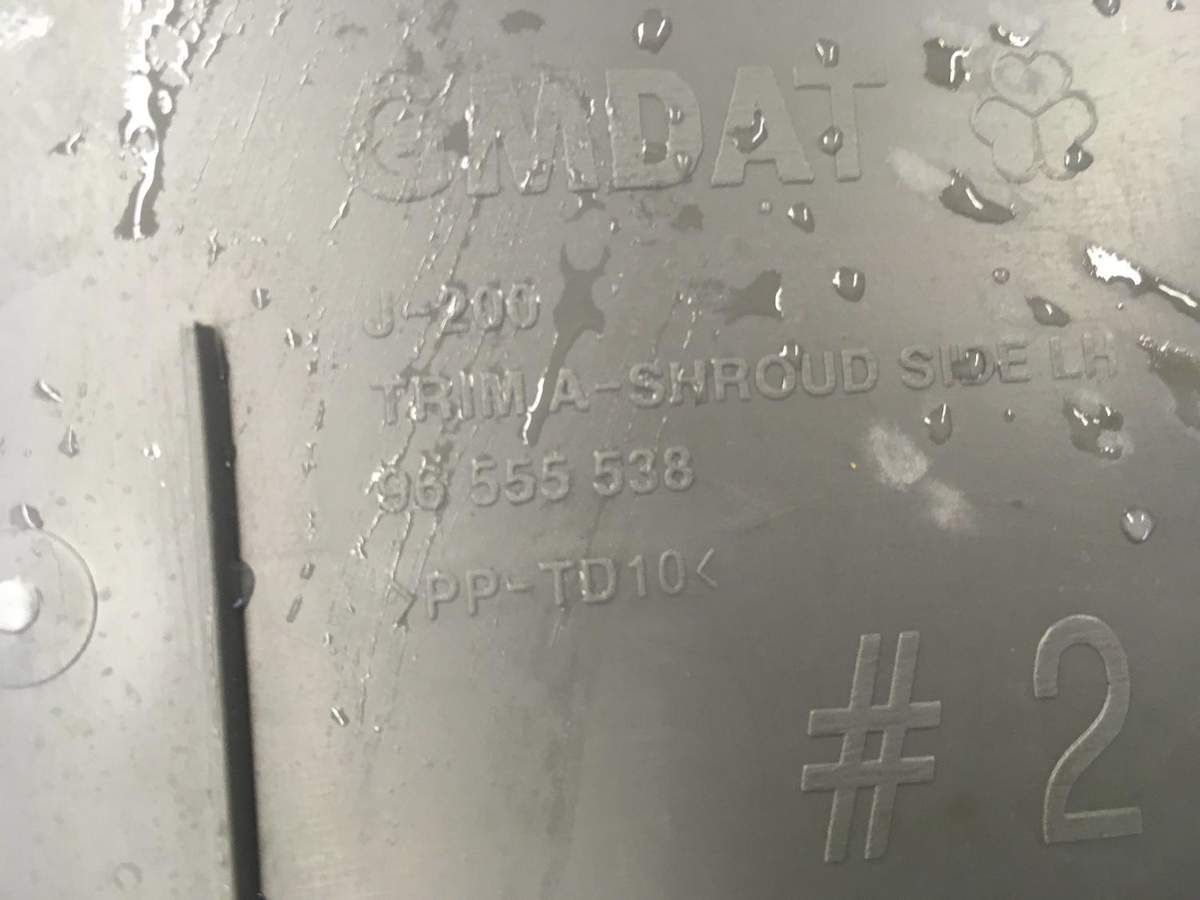 GMDAT
J-200
TRIM A-SHROUD SIDE LH
96 555 538
>PP-TD10<
# 2